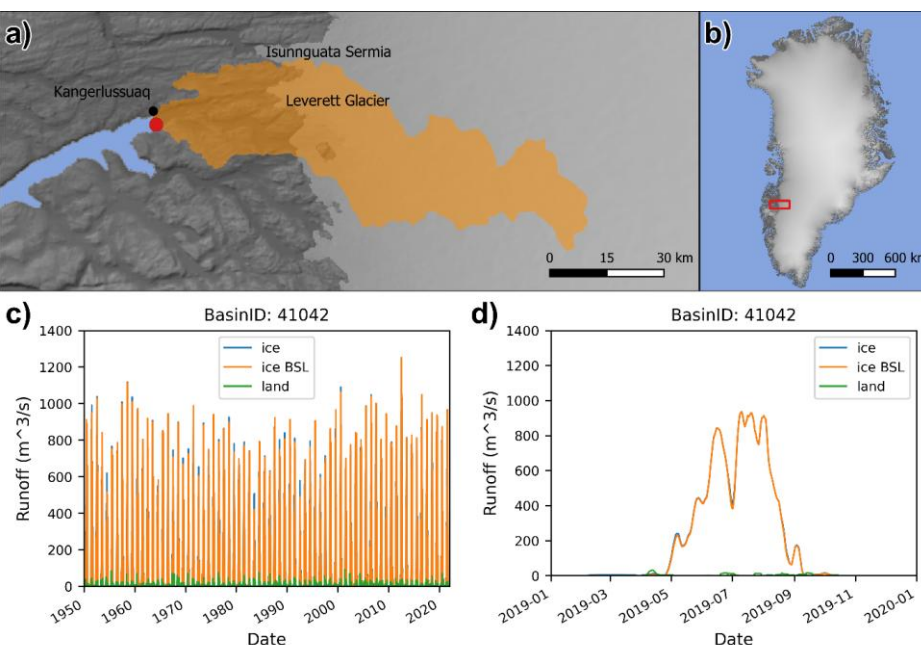 a)
Isunnguata Sermia
Kangerlussuaq
Leverett Glacier
0 15 30 km
b)
0 300 600 km
c)
BasinID: 41042
Runoff (m^3/s)
1400
1200
1000
800
600
400
200
0
ice
ice BSL
land
1950
1960
1970
1980
1990
2000
2010
2020
Date
d)
BasinID: 41042
Runoff (m^3/s)
1400
1200
1000
800
600
400
200
0
ice
ice BSL
land
2019-01
2019-03
2019-05
2019-07
2019-09
2019-11
2020-01
Date